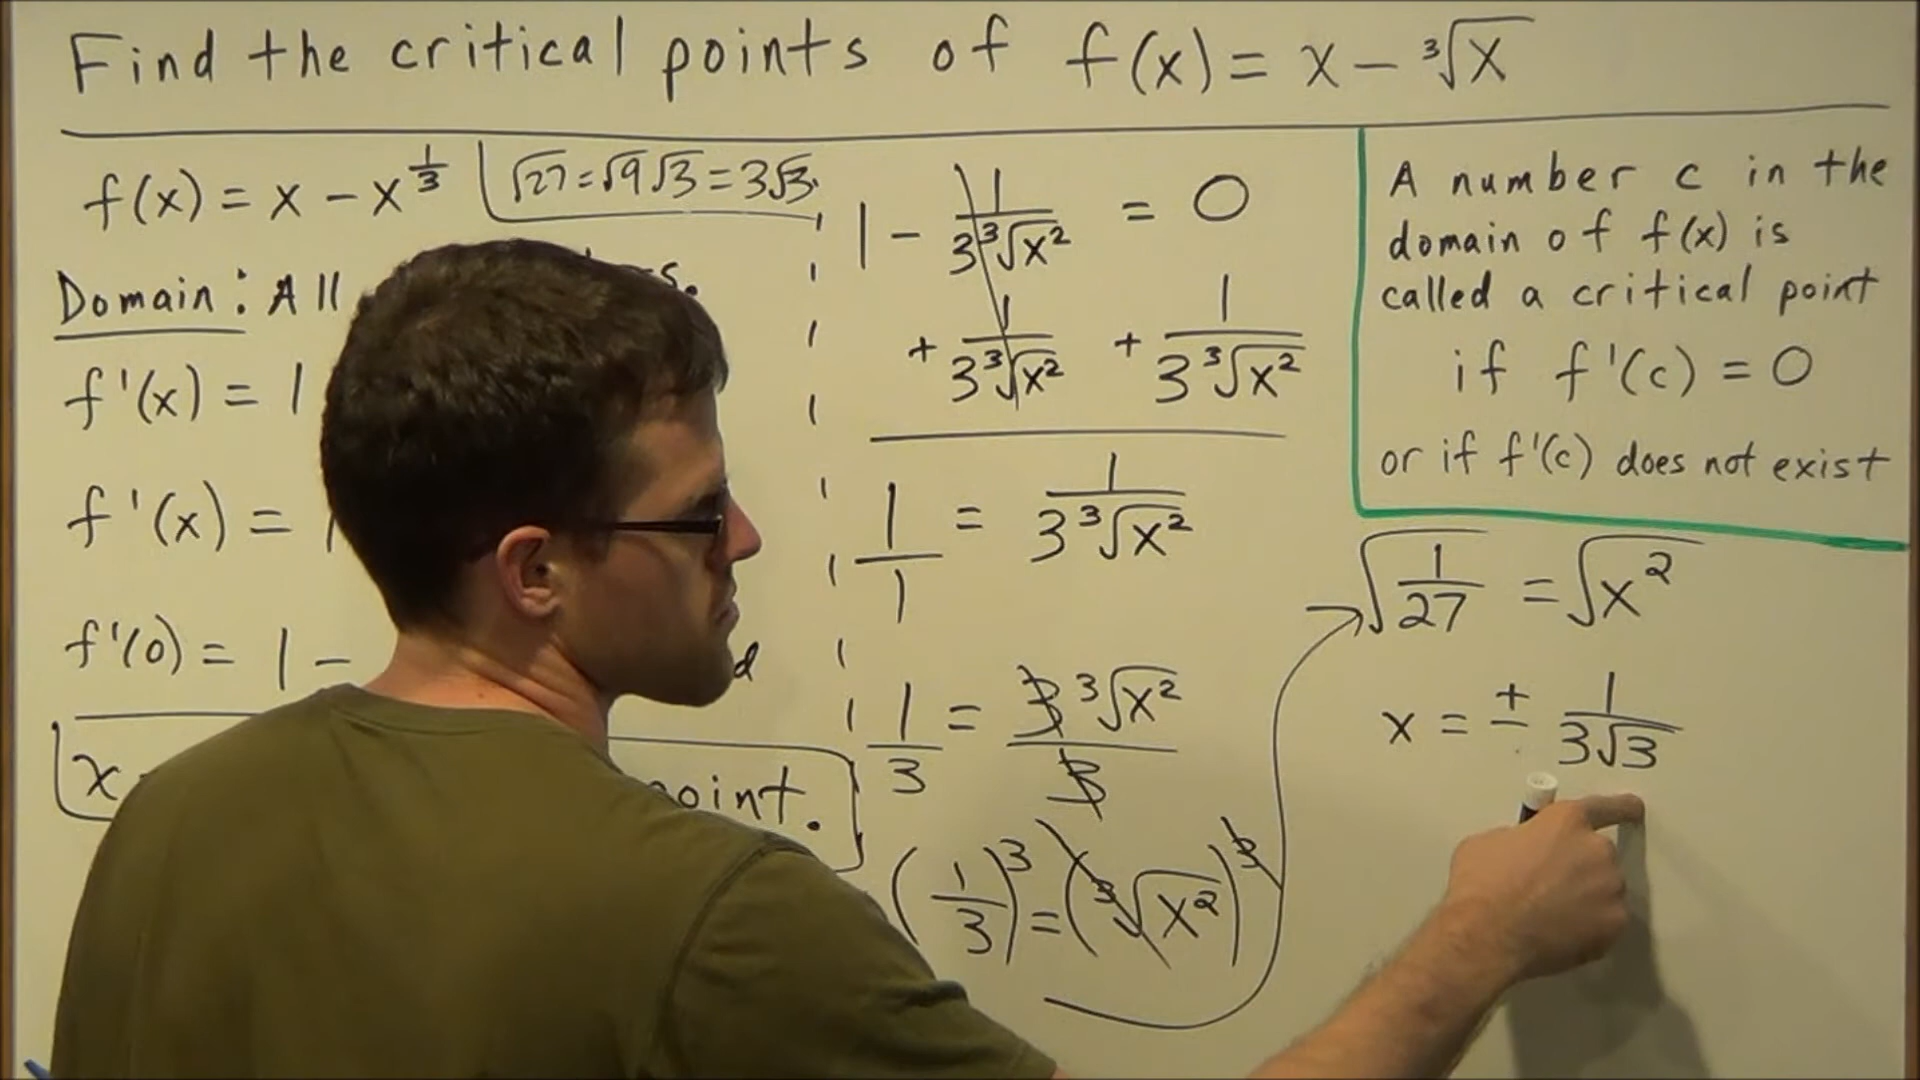 Find the critical points of f(x) = x - ∛x
f(x) = x - x^{1/3}
√27 = √9 √3 = 3√3
Domain: All
f'(x) = 1
f'(x) =
f'(0) = 1 -
x
point.
1 - 1/(3∛x²) = 0
+ 1/(3∛x²) + 1/(3∛x²)
1/1 = 1/(3∛x²)
1/3 = 3∛x²/3
(1/3)³ = (∛x²)³
A number c in the
domain of f(x) is
called a critical point
if f'(c) = 0
or if f'(c) does not exist
√(1/27) = √x²
x = ± 1/(3√3)